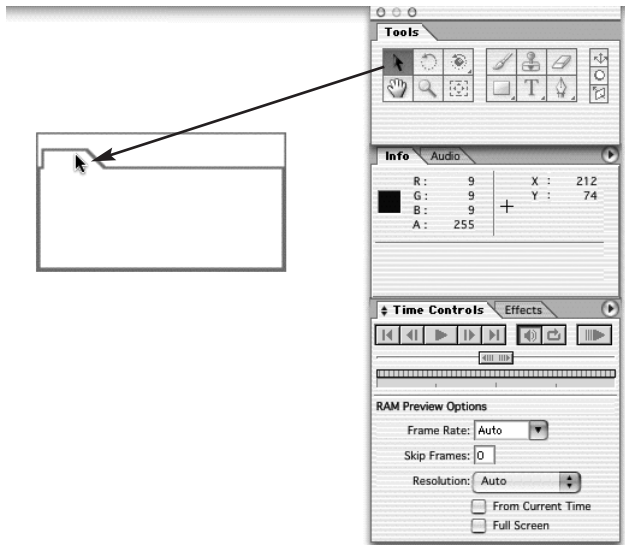 Tools
T
Info Audio
R: 9 X : 212
G: 9 Y : 74
B: 9
A: 255
Time Controls Effects
RAM Preview Options
Frame Rate: Auto
Skip Frames: 0
Resolution: Auto
From Current Time
Full Screen